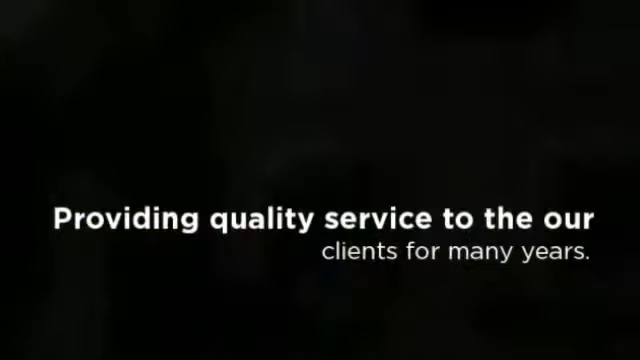 Providing quality service to the our
clients for many years.